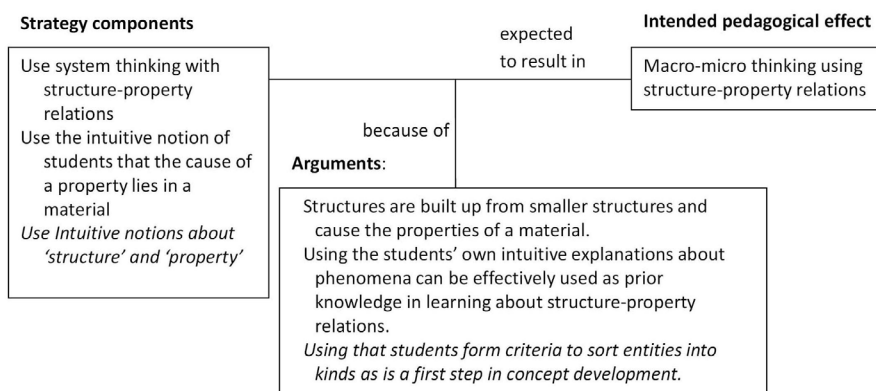 Strategy components
Use system thinking with
structure-property
relations
Use the intuitive notion of
students that the cause of
a property lies in a
material
Use Intuitive notions about
‘structure’ and ‘property’
expected
to result in
Intended pedagogical effect
Macro-micro thinking using
structure-property relations
because of
Arguments:
Structures are built up from smaller structures and
cause the properties of a material.
Using the students’ own intuitive explanations about
phenomena can be effectively used as prior
knowledge in learning about structure-property
relations.
Using that students form criteria to sort entities into
kinds as is a first step in concept development.